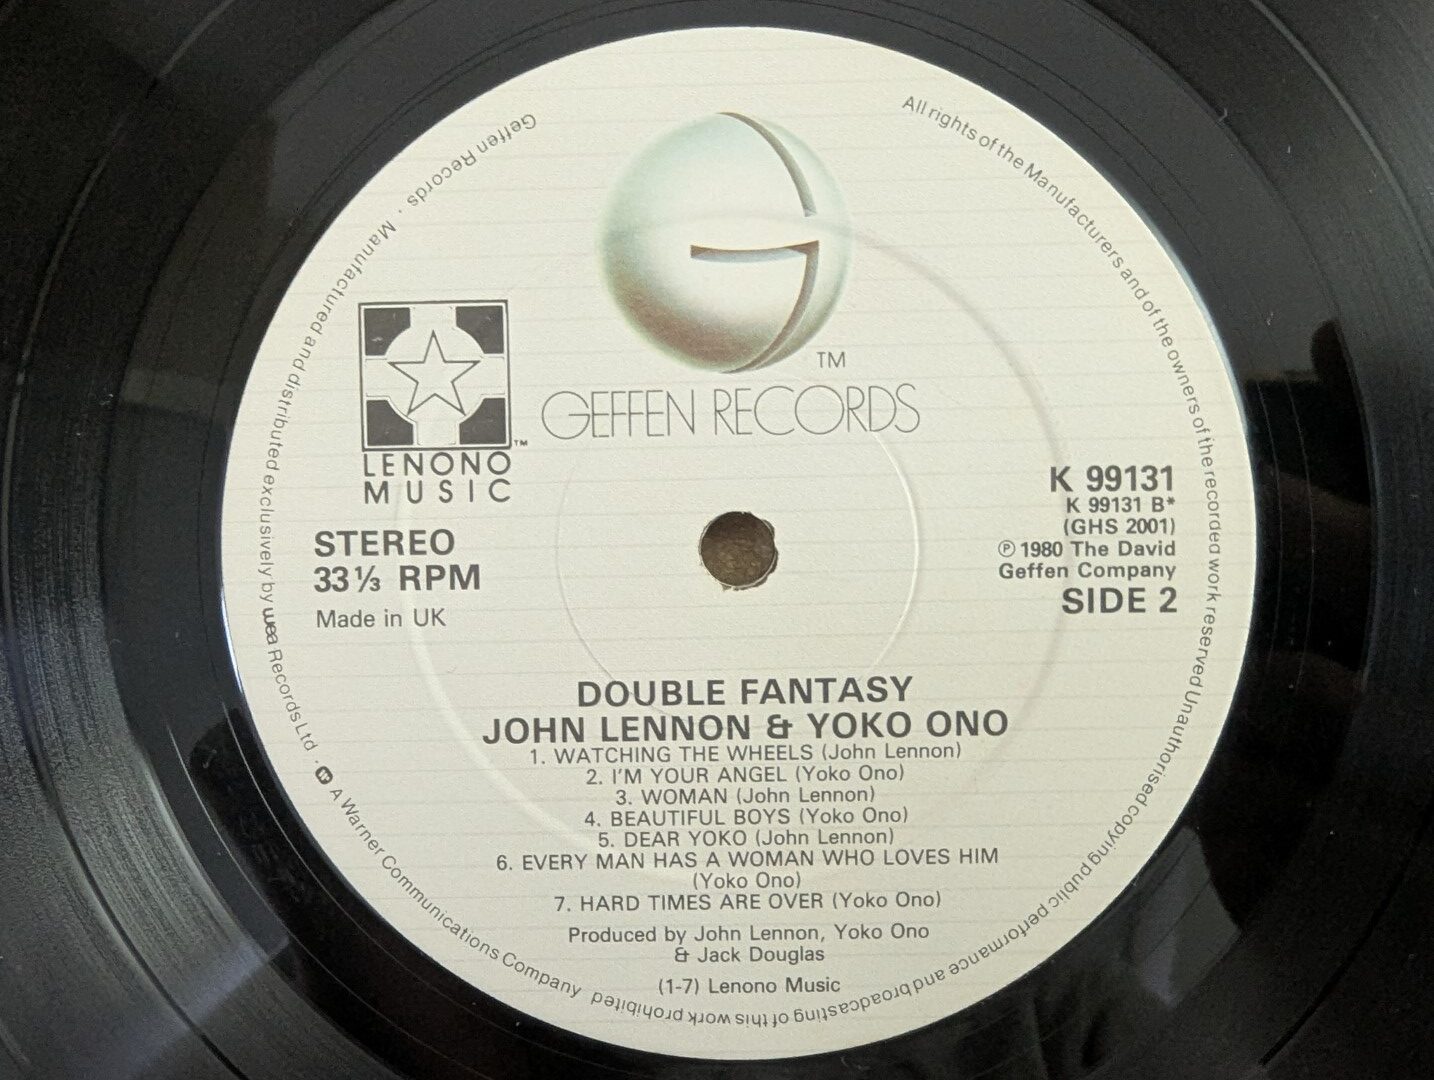 GEFFEN RECORDS
TM
LENONO
MUSIC
TM
STEREO
33⅓ RPM
Made in UK
K 99131
K 99131 B*
(GHS 2001)
℗ 1980 The David
Geffen Company
SIDE 2
DOUBLE FANTASY
JOHN LENNON & YOKO ONO
1. WATCHING THE WHEELS (John Lennon)
2. I'M YOUR ANGEL (Yoko Ono)
3. WOMAN (John Lennon)
4. BEAUTIFUL BOYS (Yoko Ono)
5. DEAR YOKO (John Lennon)
6. EVERY MAN HAS A WOMAN WHO LOVES HIM
(Yoko Ono)
7. HARD TIMES ARE OVER (Yoko Ono)
Produced by John Lennon, Yoko Ono
& Jack Douglas
(1-7) Lenono Music
Geffen Records · Manufactured and distributed exclusively by wea Records Ltd · W A Warner Communications Company
All rights of the Manufacturers and of the owners of the recorded work reserved Unauthorised copying public performance and broadcasting of this work prohibited